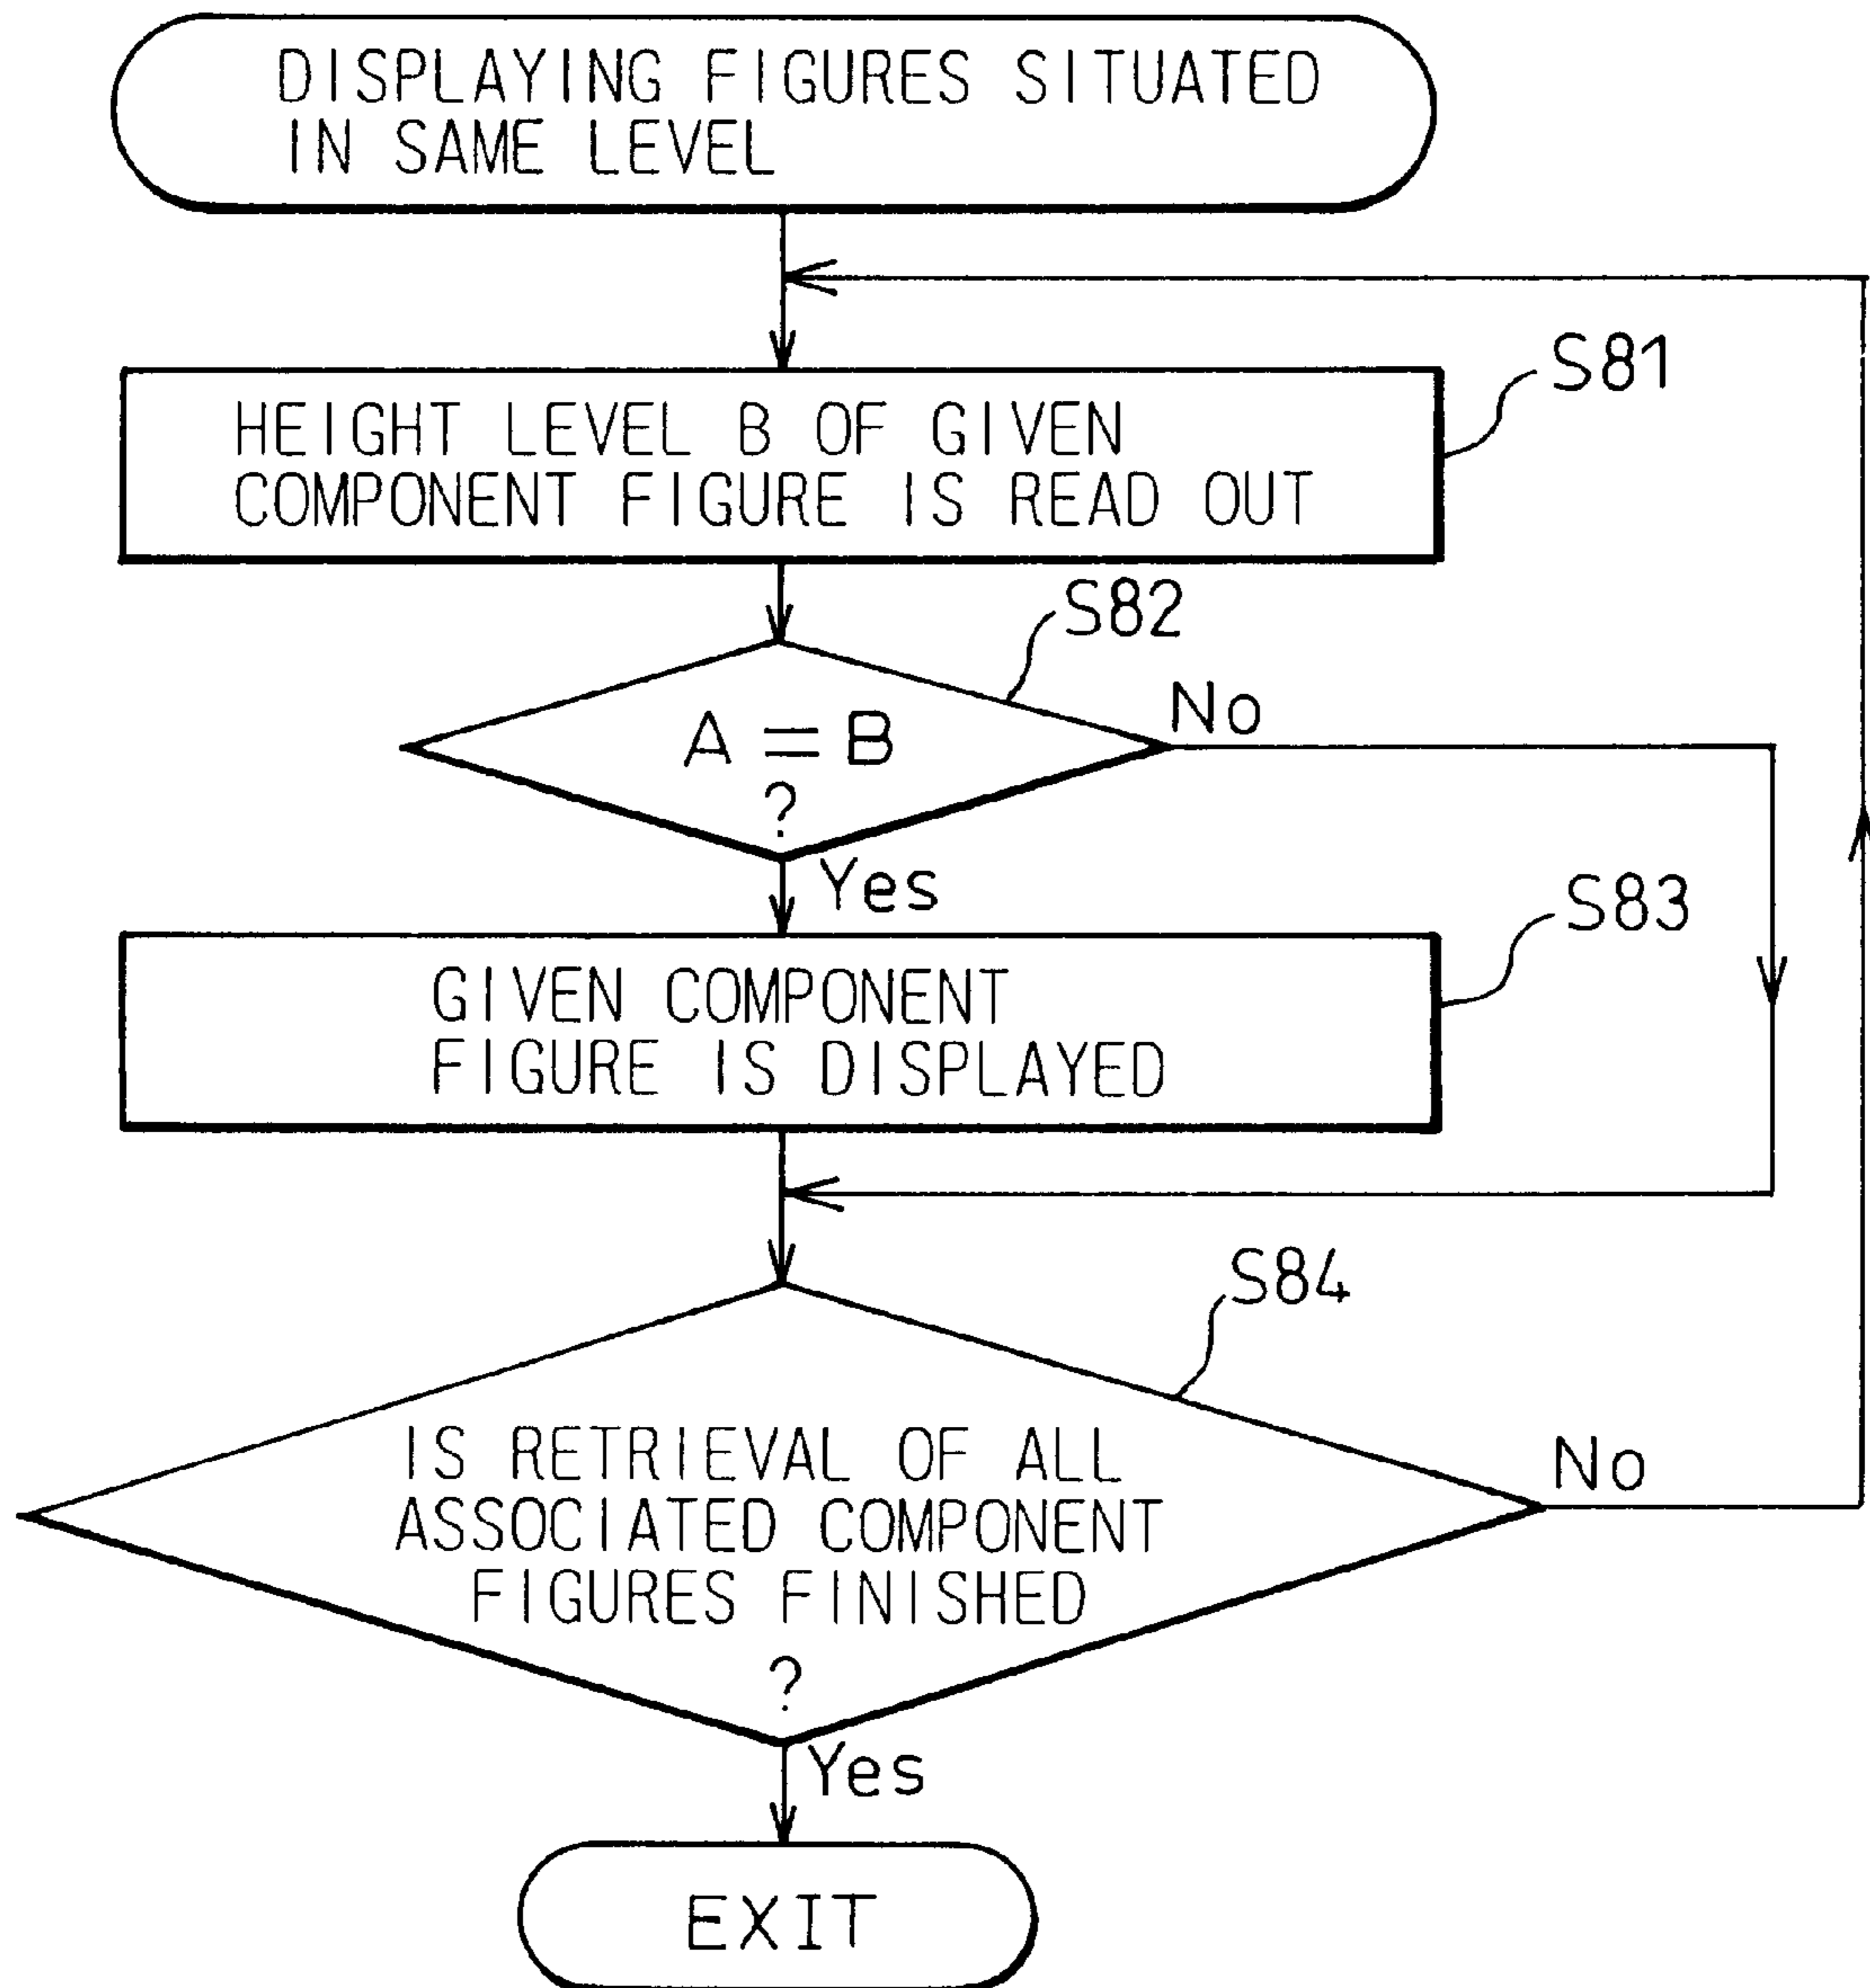 DISPLAYING FIGURES SITUATED
IN SAME LEVEL
S81
HEIGHT LEVEL B OF GIVEN
COMPONENT FIGURE IS READ OUT
S82
A = B
?
No
Yes
S83
GIVEN COMPONENT
FIGURE IS DISPLAYED
S84
IS RETRIEVAL OF ALL
ASSOCIATED COMPONENT
FIGURES FINISHED
?
No
Yes
EXIT